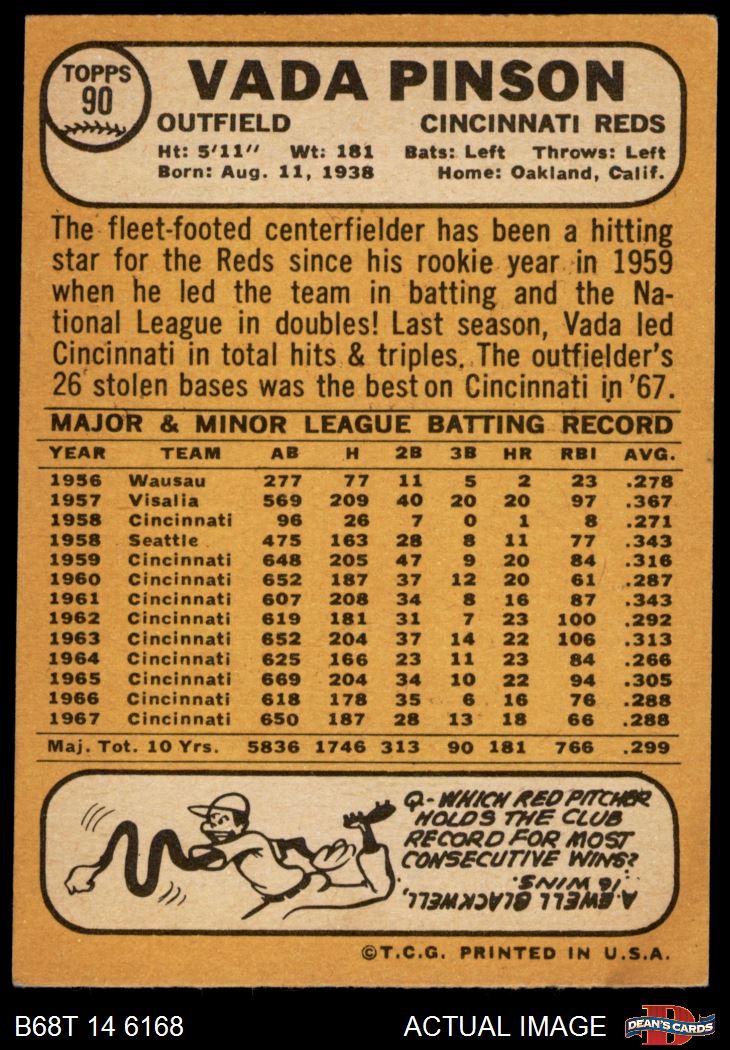 TOPPS
90
VADA PINSON
OUTFIELD CINCINNATI REDS
Ht: 5'11" Wt: 181 Bats: Left Throws: Left
Born: Aug. 11, 1938 Home: Oakland, Calif.
The fleet-footed centerfielder has been a hitting
star for the Reds since his rookie year in 1959
when he led the team in batting and the Na-
tional League in doubles! Last season, Vada led
Cincinnati in total hits & triples. The outfielder's
26 stolen bases was the best on Cincinnati in '67.
MAJOR & MINOR LEAGUE BATTING RECORD
YEAR TEAM AB H 2B 3B HR RBI AVG.
1956 Wausau 277 77 11 5 2 23 .278
1957 Visalia 569 209 40 20 20 97 .367
1958 Cincinnati 96 26 7 0 1 8 .271
1958 Seattle 475 163 28 8 11 77 .343
1959 Cincinnati 648 205 47 9 20 84 .316
1960 Cincinnati 652 187 37 12 20 61 .287
1961 Cincinnati 607 208 34 8 16 87 .343
1962 Cincinnati 619 181 31 7 23 100 .292
1963 Cincinnati 652 204 37 14 22 106 .313
1964 Cincinnati 625 166 23 11 23 84 .266
1965 Cincinnati 669 204 34 10 22 94 .305
1966 Cincinnati 618 178 35 6 16 76 .288
1967 Cincinnati 650 187 28 13 18 66 .288
Maj. Tot. 10 Yrs. 5836 1746 313 90 181 766 .299
Q-WHICH RED PITCHER
HOLDS THE CLUB
RECORD FOR MOST
CONSECUTIVE WINS?
A. EWELL BLACKWELL,
16 WINS.
©T.C.G. PRINTED IN U.S.A.
B68T 14 6168 ACTUAL IMAGE
D
DEAN'S CARDS